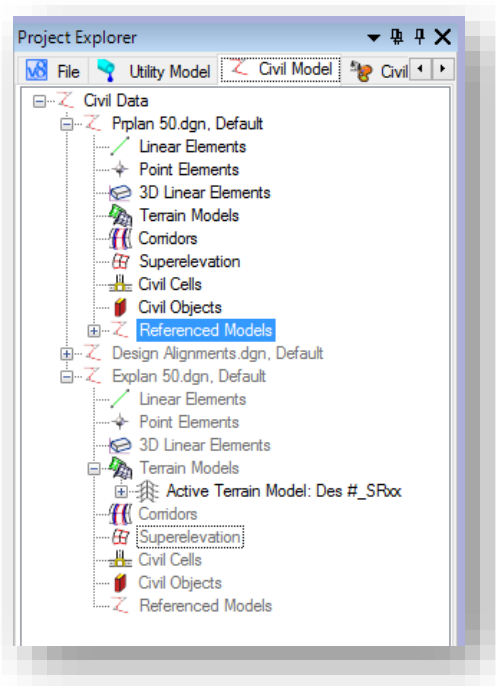 Project Explorer
File Utility Model Civil Model Civil
Civil Data
Prplan 50.dgn, Default
Linear Elements
Point Elements
3D Linear Elements
Terrain Models
Corridors
Superelevation
Civil Cells
Civil Objects
Referenced Models
Design Alignments.dgn, Default
Explan 50.dgn, Default
Linear Elements
Point Elements
3D Linear Elements
Terrain Models
Active Terrain Model: Des #_SRxx
Corridors
Superelevation
Civil Cells
Civil Objects
Referenced Models